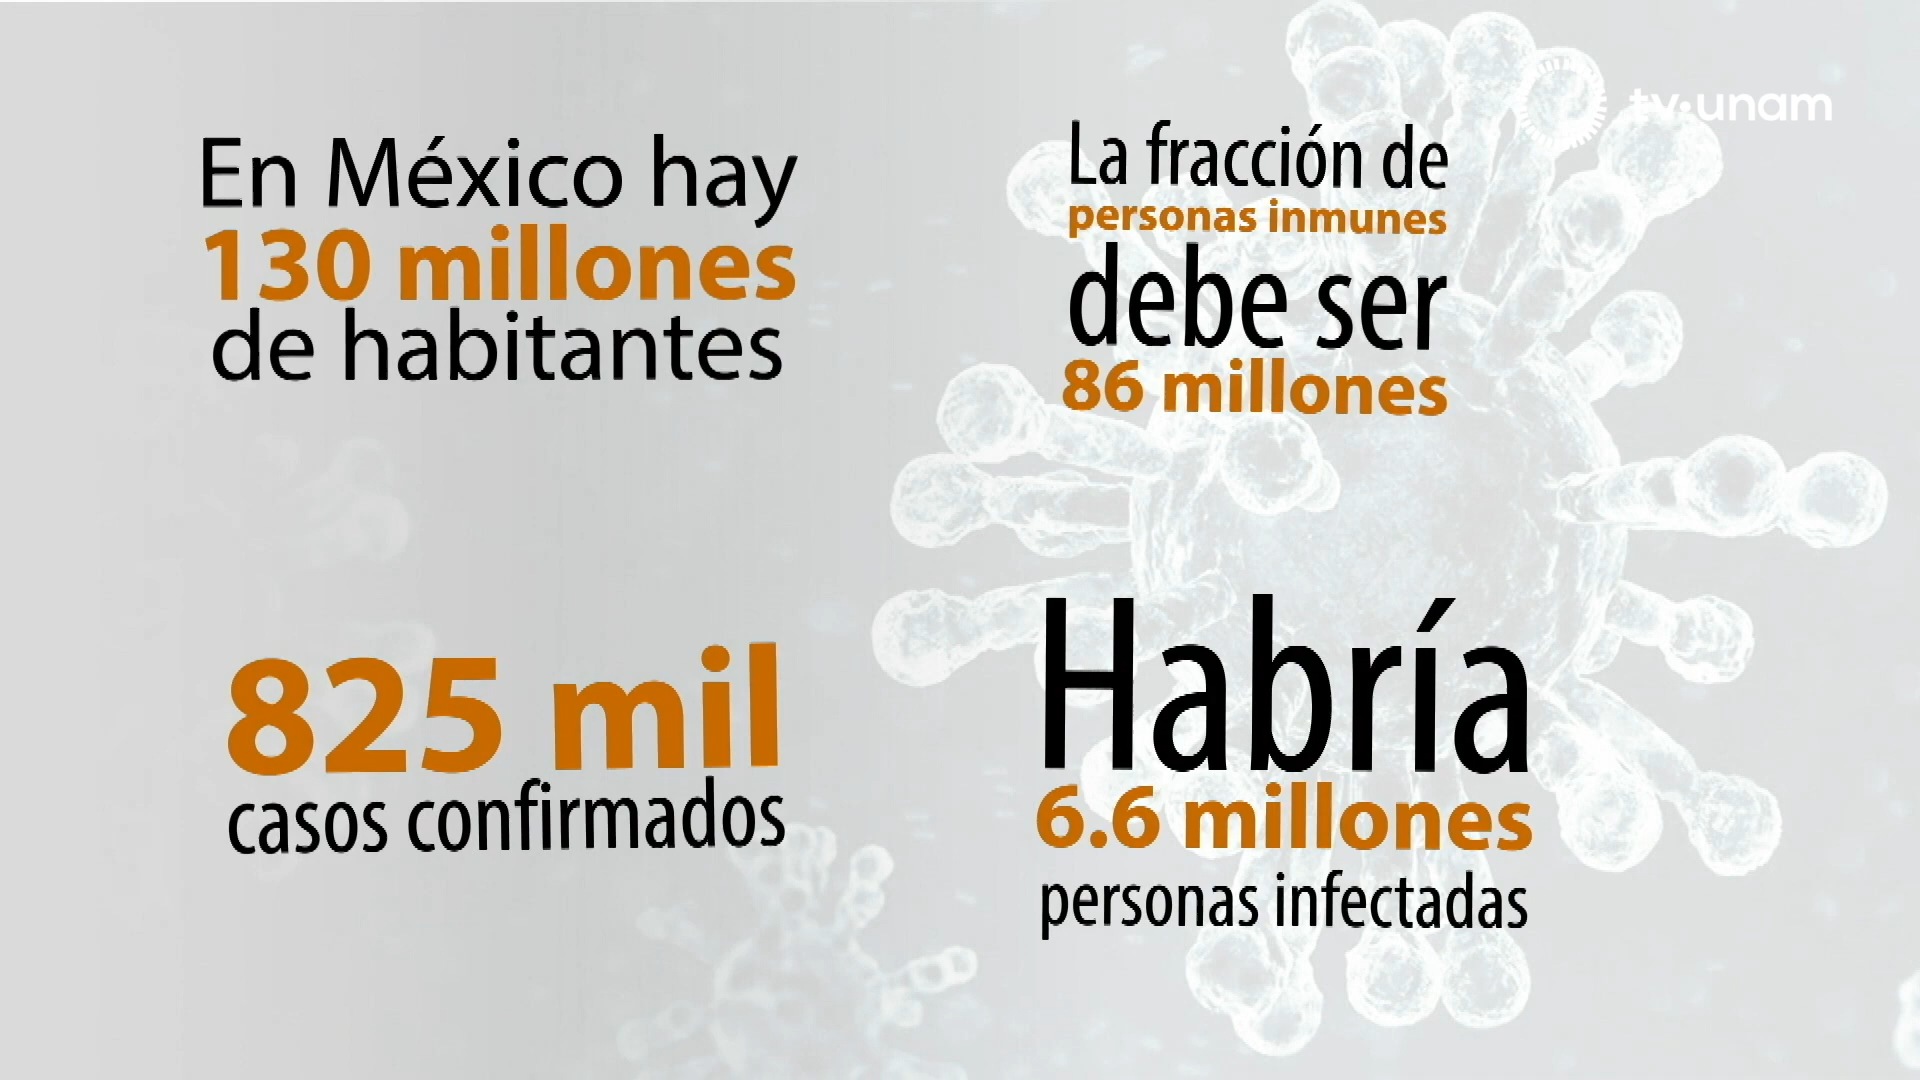 tv·unam
En México hay
130 millones
de habitantes
La fracción de
personas inmunes
debe ser
86 millones
825 mil
casos confirmados
Habría
6.6 millones
personas infectadas